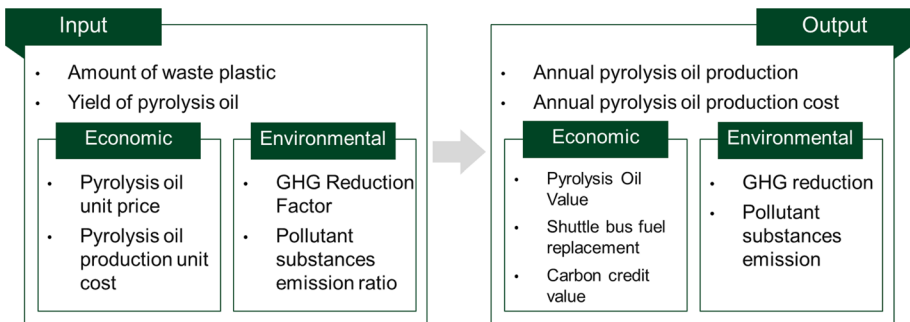 Input
• Amount of waste plastic
• Yield of pyrolysis oil
Economic
• Pyrolysis oil
unit price
• Pyrolysis oil
production unit
cost
Environmental
• GHG Reduction
Factor
• Pollutant
substances
emission ratio
Output
• Annual pyrolysis oil production
• Annual pyrolysis oil production cost
Economic
• Pyrolysis Oil
Value
• Shuttle bus fuel
replacement
• Carbon credit
value
Environmental
• GHG reduction
• Pollutant
substances
emission